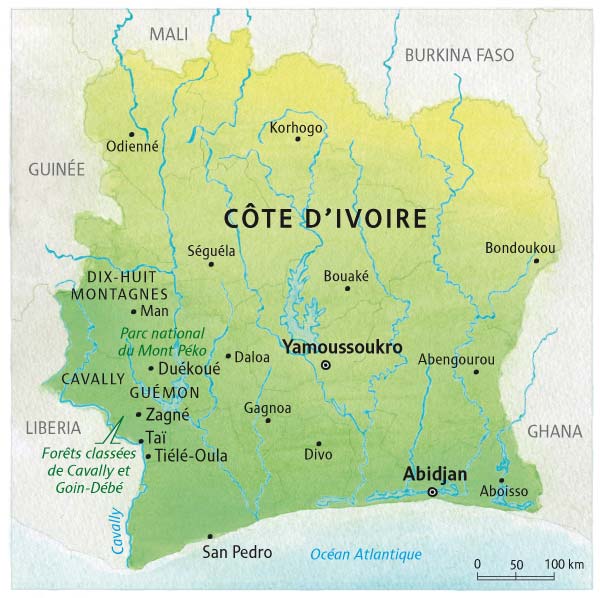 MALI
BURKINA FASO
Korhogo
Odienné
GUINÉE
CÔTE D'IVOIRE
Séguéla
Bondoukou
DIX-HUIT
MONTAGNES
Bouaké
Man
Parc national
du Mont Péko
Yamoussoukro
Daloa
Abengourou
Duékoué
CAVALLY
GUÉMON
Gagnoa
Zagné
LIBERIA
GHANA
Taï
Forêts classées
de Cavally et
Goin-Débé
Tiélé-Oula
Divo
Abidjan
Aboisso
Cavally
San Pedro
Océan Atlantique
0 50 100 km